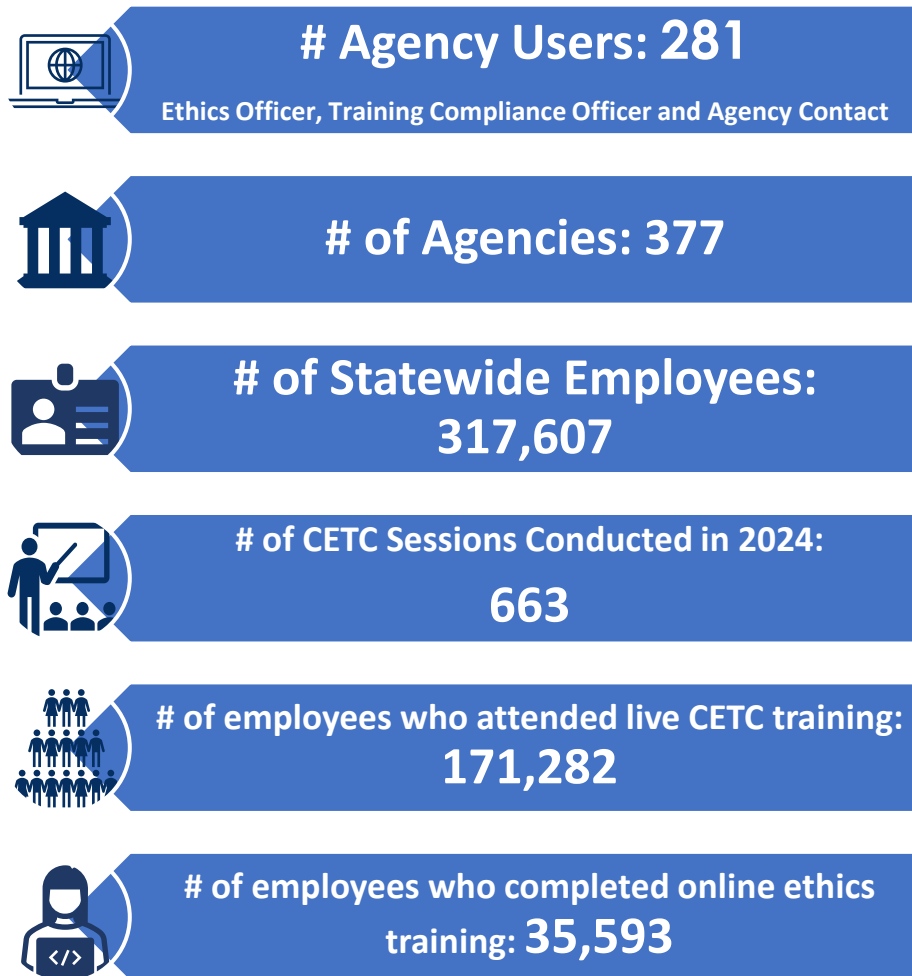 # Agency Users: 281
Ethics Officer, Training Compliance Officer and Agency Contact
# of Agencies: 377
# of Statewide Employees:
317,607
# of CETC Sessions Conducted in 2024:
663
# of employees who attended live CETC training:
171,282
# of employees who completed online ethics
training: 35,593
</>